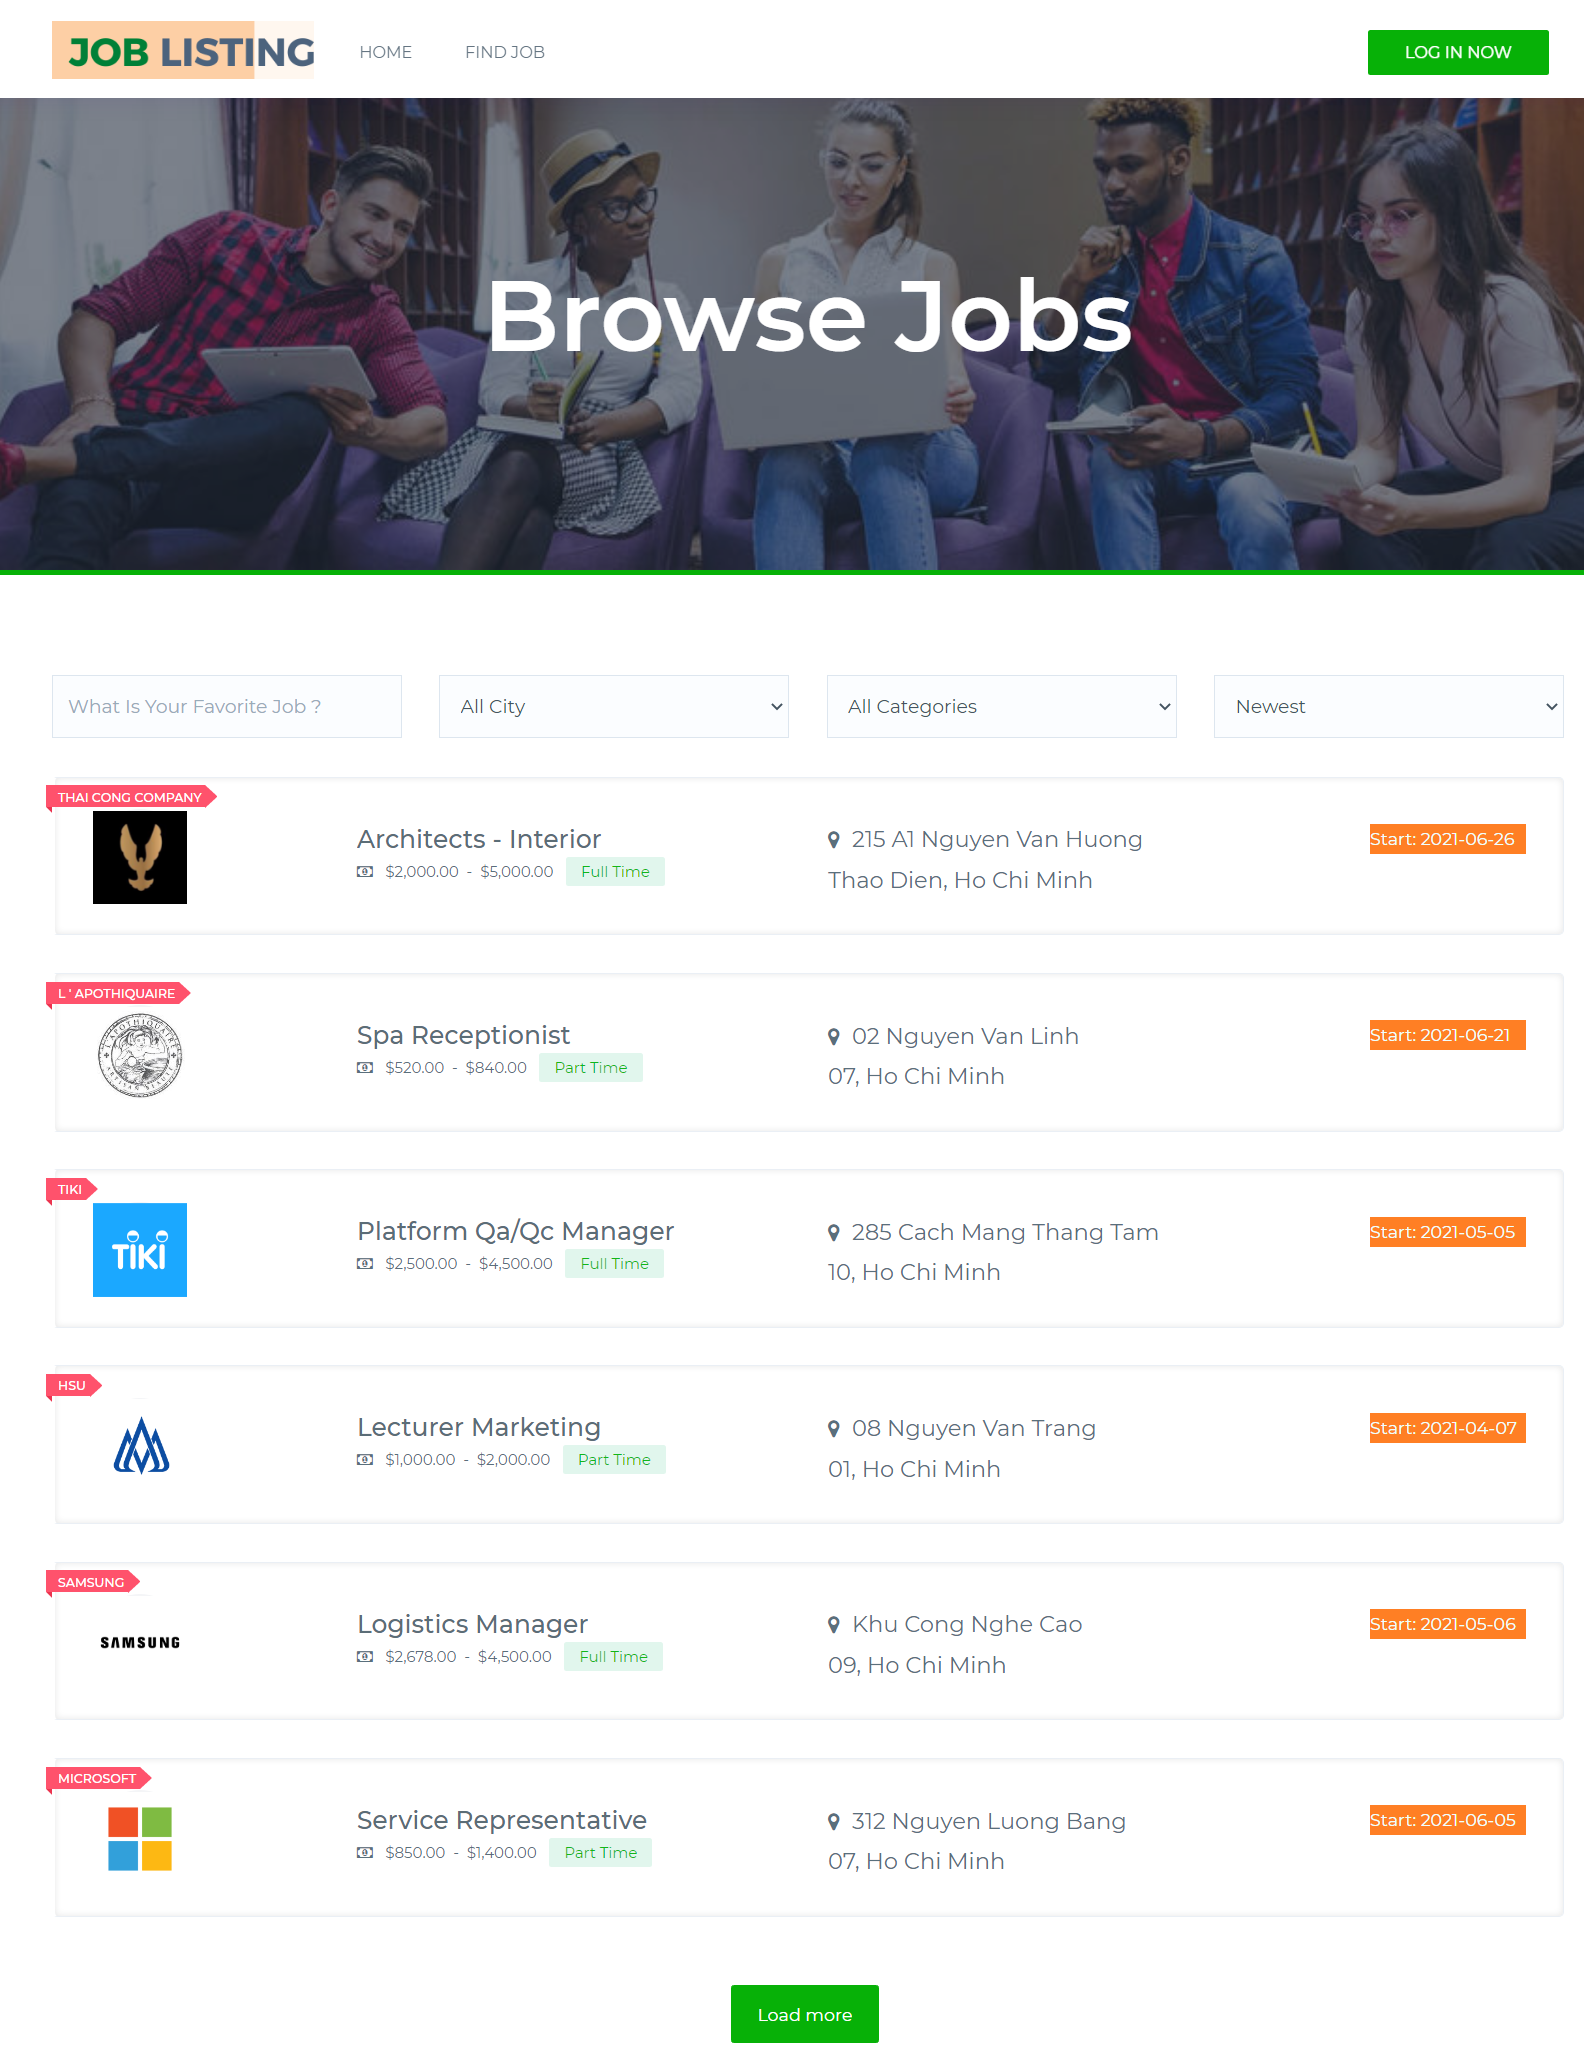 JOB LISTING
HOME
FIND JOB
LOG IN NOW
Browse Jobs
What Is Your Favorite Job ?
All City
All Categories
Newest
THAI CONG COMPANY
Architects - Interior
$2,000.00 - $5,000.00
Full Time
215 A1 Nguyen Van Huong
Thao Dien, Ho Chi Minh
Start: 2021-06-26
L ' APOTHIQUAIRE
Spa Receptionist
$520.00 - $840.00
Part Time
02 Nguyen Van Linh
07, Ho Chi Minh
Start: 2021-06-21
TIKI
TIKI
Platform Qa/Qc Manager
$2,500.00 - $4,500.00
Full Time
285 Cach Mang Thang Tam
10, Ho Chi Minh
Start: 2021-05-05
HSU
Lecturer Marketing
$1,000.00 - $2,000.00
Part Time
08 Nguyen Van Trang
01, Ho Chi Minh
Start: 2021-04-07
SAMSUNG
SAMSUNG
Logistics Manager
$2,678.00 - $4,500.00
Full Time
Khu Cong Nghe Cao
09, Ho Chi Minh
Start: 2021-05-06
MICROSOFT
Service Representative
$850.00 - $1,400.00
Part Time
312 Nguyen Luong Bang
07, Ho Chi Minh
Start: 2021-06-05
Load more